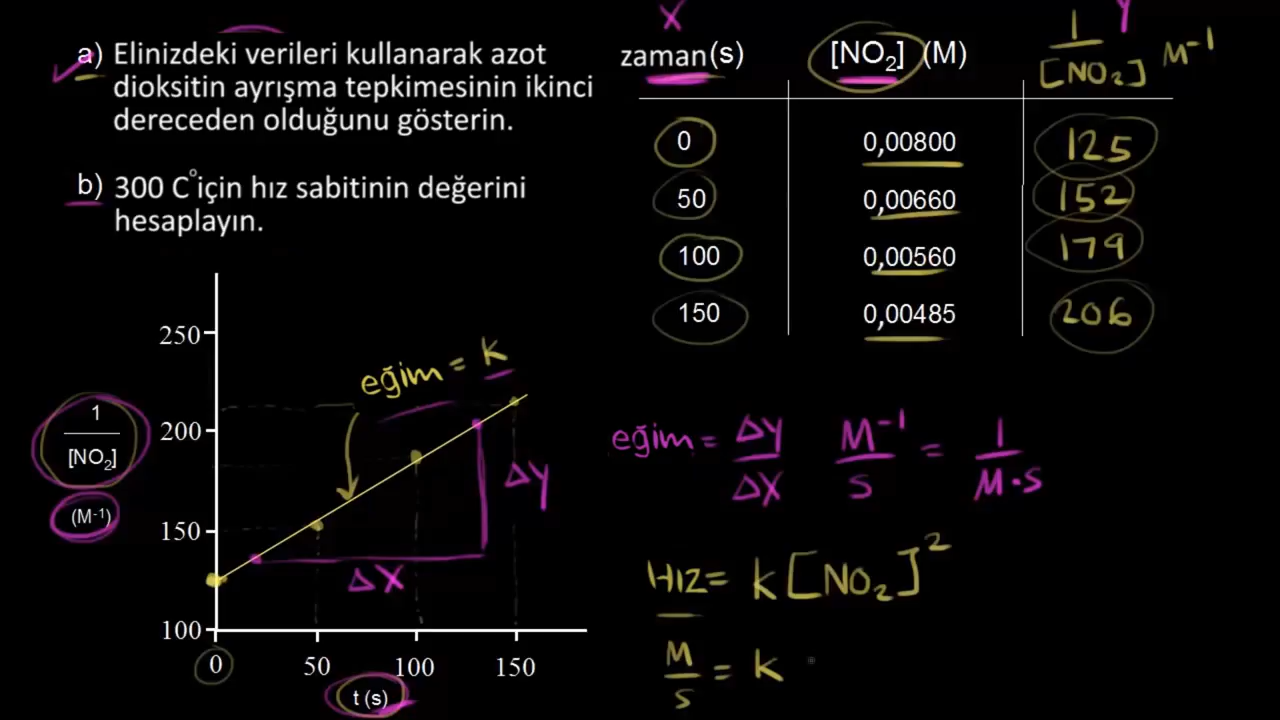 a) Elinizdeki verileri kullanarak azot
dioksitin ayrışma tepkimesinin ikinci
dereceden olduğunu gösterin.
b) 300 C° için hız sabitinin değerini
hesaplayın.
X
Y
zaman(s) [NO₂] (M) 1/[NO₂] M⁻¹
0 0,00800 125
50 0,00660 152
100 0,00560 179
150 0,00485 206
250
200
150
100
0 50 100 150
1/[NO₂]
(M⁻¹)
t (s)
eğim = k
ΔY
ΔX
eğim = ΔY/ΔX M⁻¹/s = 1/M·s
HIZ = k[NO₂]²
M/s = k